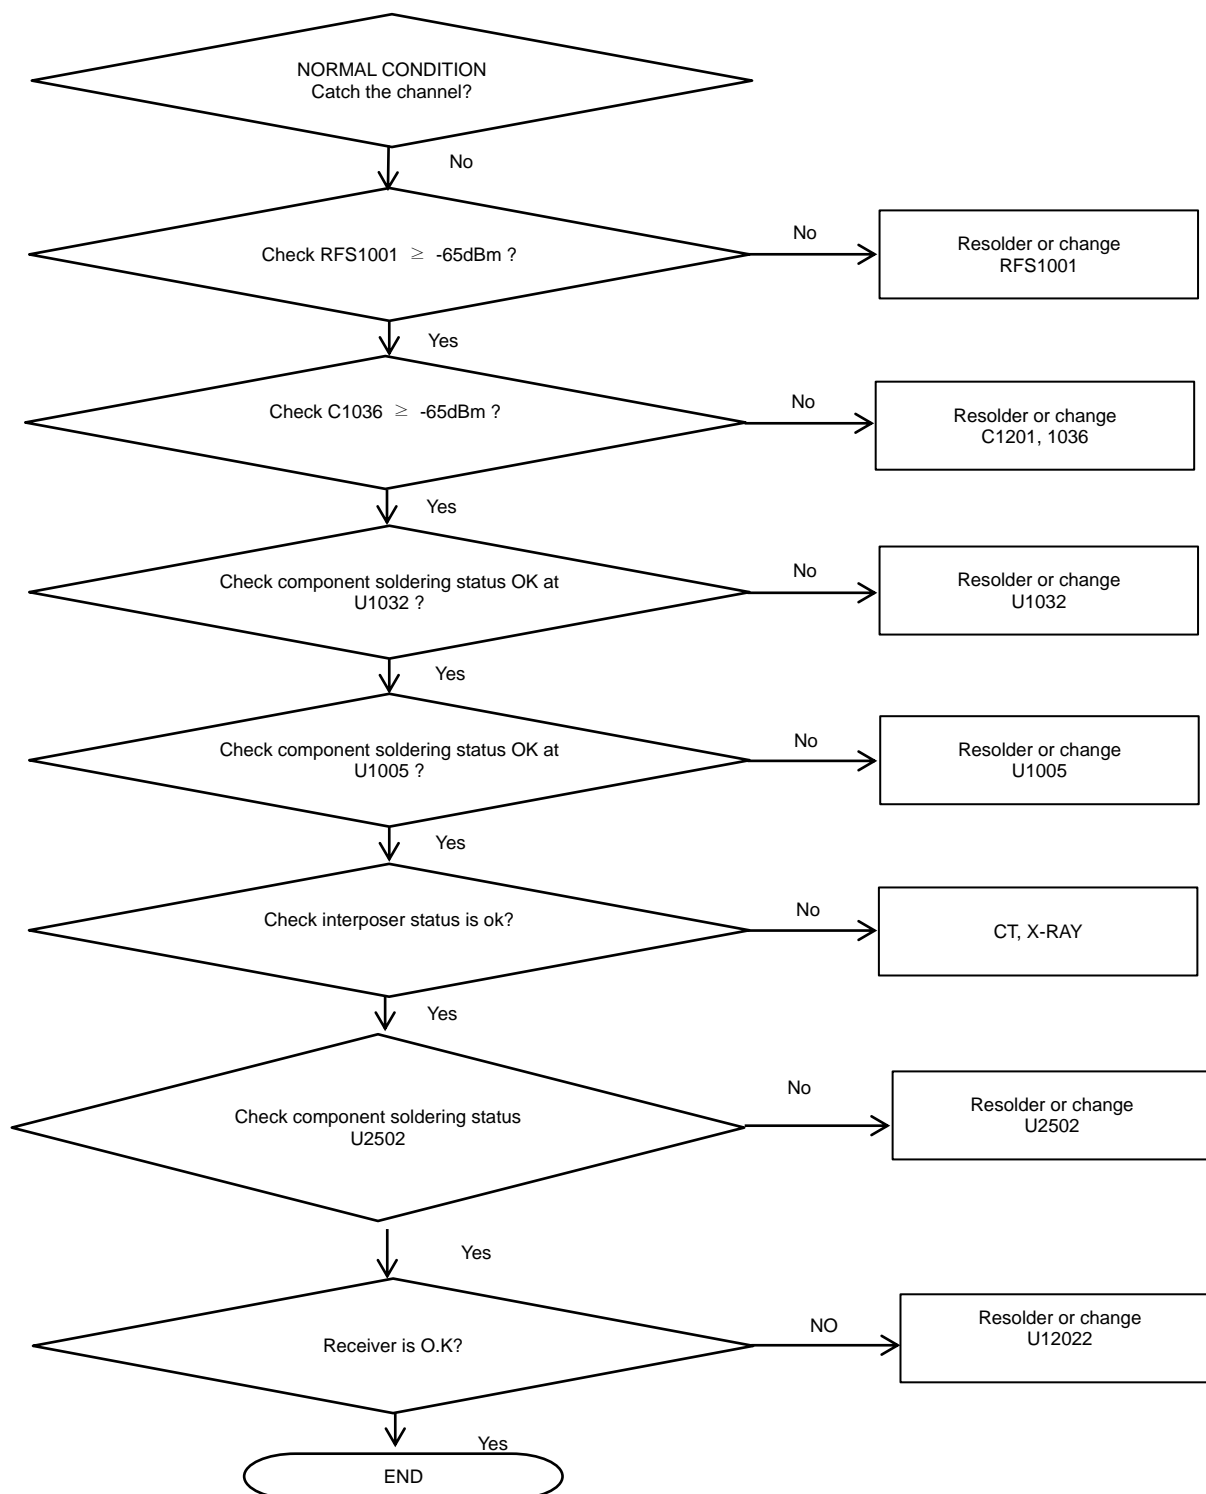 NORMAL CONDITION
Catch the channel?
No
Check RFS1001 ≥ -65dBm ?
No
Resolder or change
RFS1001
Yes
Check C1036 ≥ -65dBm ?
No
Resolder or change
C1201, 1036
Yes
Check component soldering status OK at
U1032 ?
No
Resolder or change
U1032
Yes
Check component soldering status OK at
U1005 ?
No
Resolder or change
U1005
Yes
Check interposer status is ok?
No
CT, X-RAY
Yes
Check component soldering status
U2502
No
Resolder or change
U2502
Yes
Receiver is O.K?
NO
Resolder or change
U12022
Yes
END